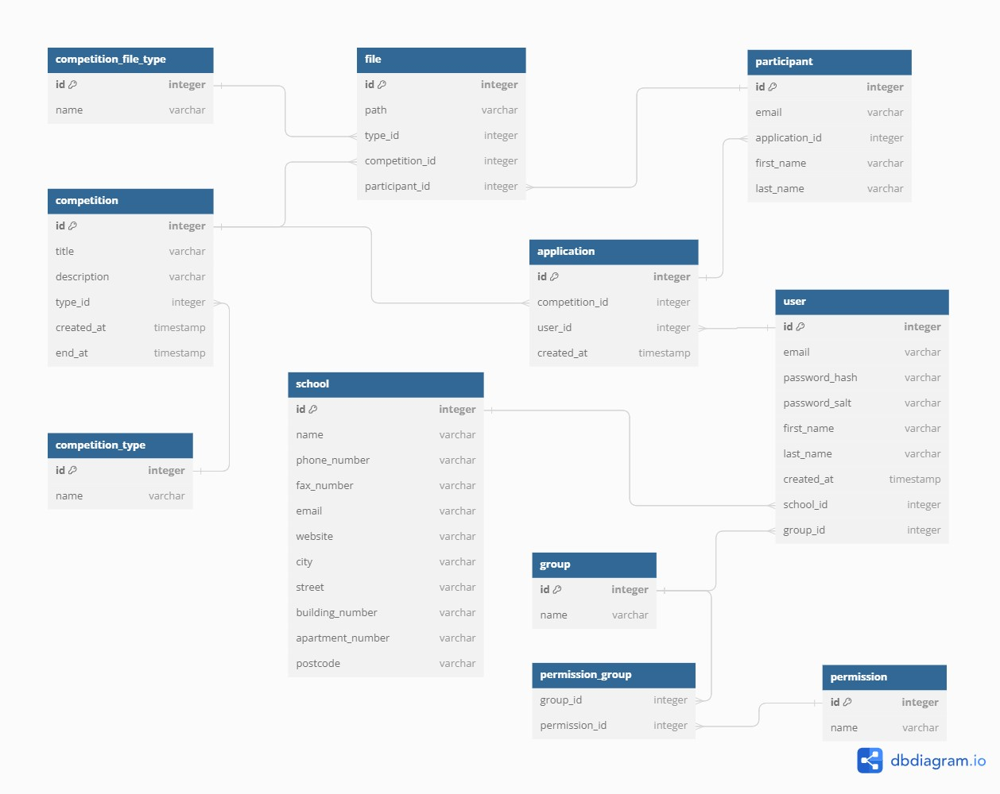 competition_file_type
id integer
name varchar
file
id integer
path varchar
type_id integer
competition_id integer
participant_id integer
participant
id integer
email varchar
application_id integer
first_name varchar
last_name varchar
competition
id integer
title varchar
description varchar
type_id integer
created_at timestamp
end_at timestamp
application
id integer
competition_id integer
user_id integer
created_at timestamp
user
id integer
email varchar
password_hash varchar
password_salt varchar
first_name varchar
last_name varchar
created_at timestamp
school_id integer
group_id integer
school
id integer
name varchar
phone_number varchar
fax_number varchar
email varchar
website varchar
city varchar
street varchar
building_number varchar
apartment_number varchar
postcode varchar
competition_type
id integer
name varchar
group
id integer
name varchar
permission_group
group_id integer
permission_id integer
permission
id integer
name varchar
dbdiagram.io